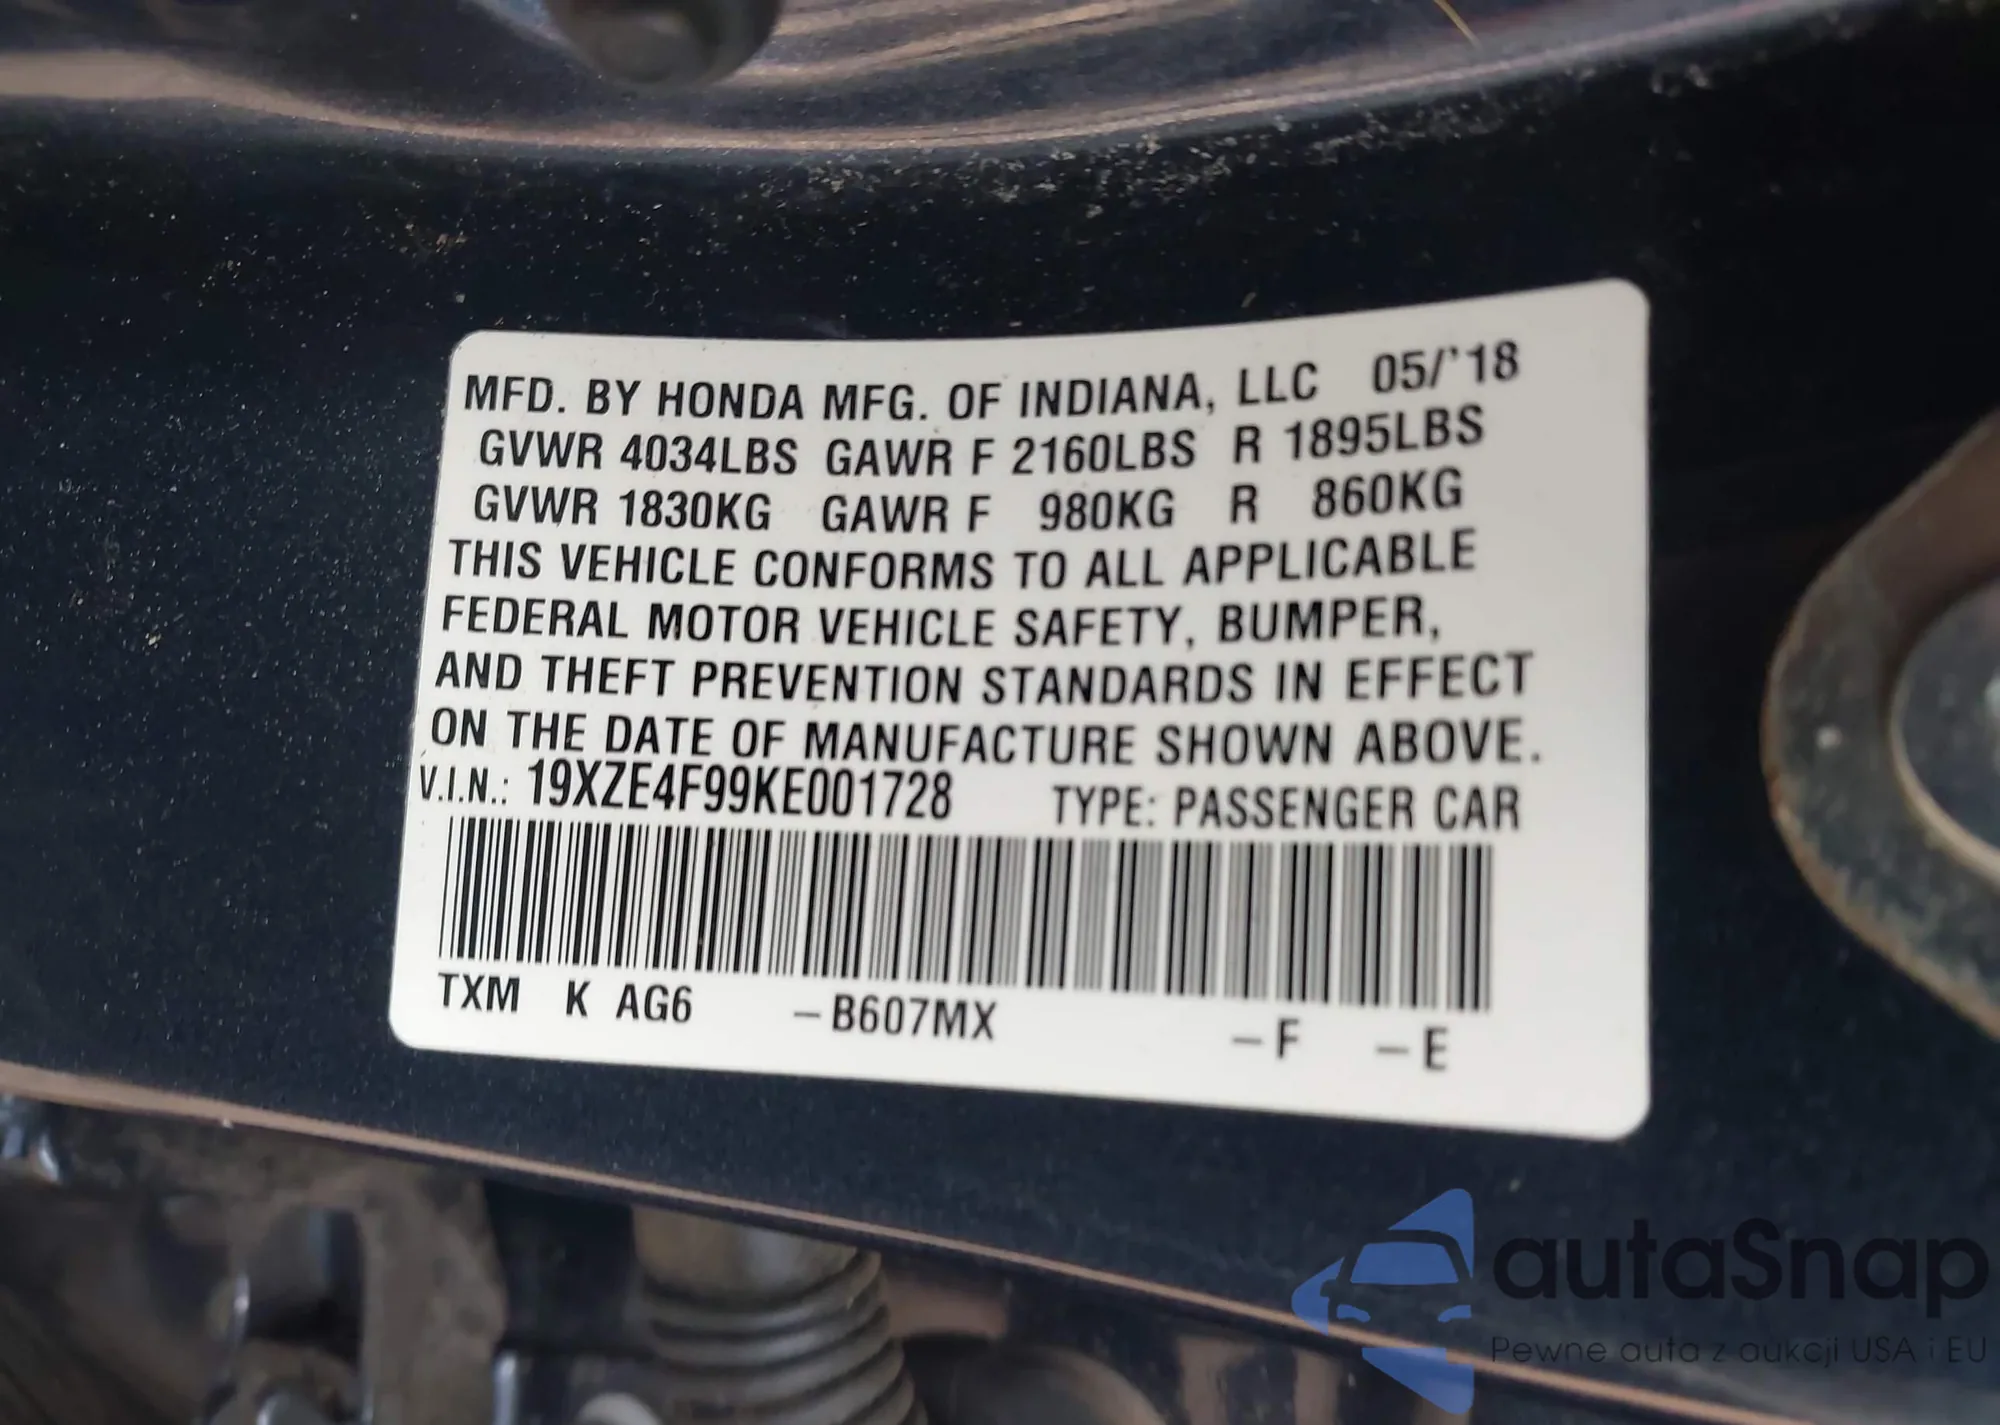 MFD. BY HONDA MFG. OF INDIANA, LLC 05/'18
GVWR 4034LBS GAWR F 2160LBS R 1895LBS
GVWR 1830KG GAWR F 980KG R 860KG
THIS VEHICLE CONFORMS TO ALL APPLICABLE
FEDERAL MOTOR VEHICLE SAFETY, BUMPER,
AND THEFT PREVENTION STANDARDS IN EFFECT
ON THE DATE OF MANUFACTURE SHOWN ABOVE.
V.I.N.: 19XZE4F99KE001728 TYPE: PASSENGER CAR
TXM K AG6 –B607MX –F –E
autaSnap
Pewne auta z aukcji USA i EU